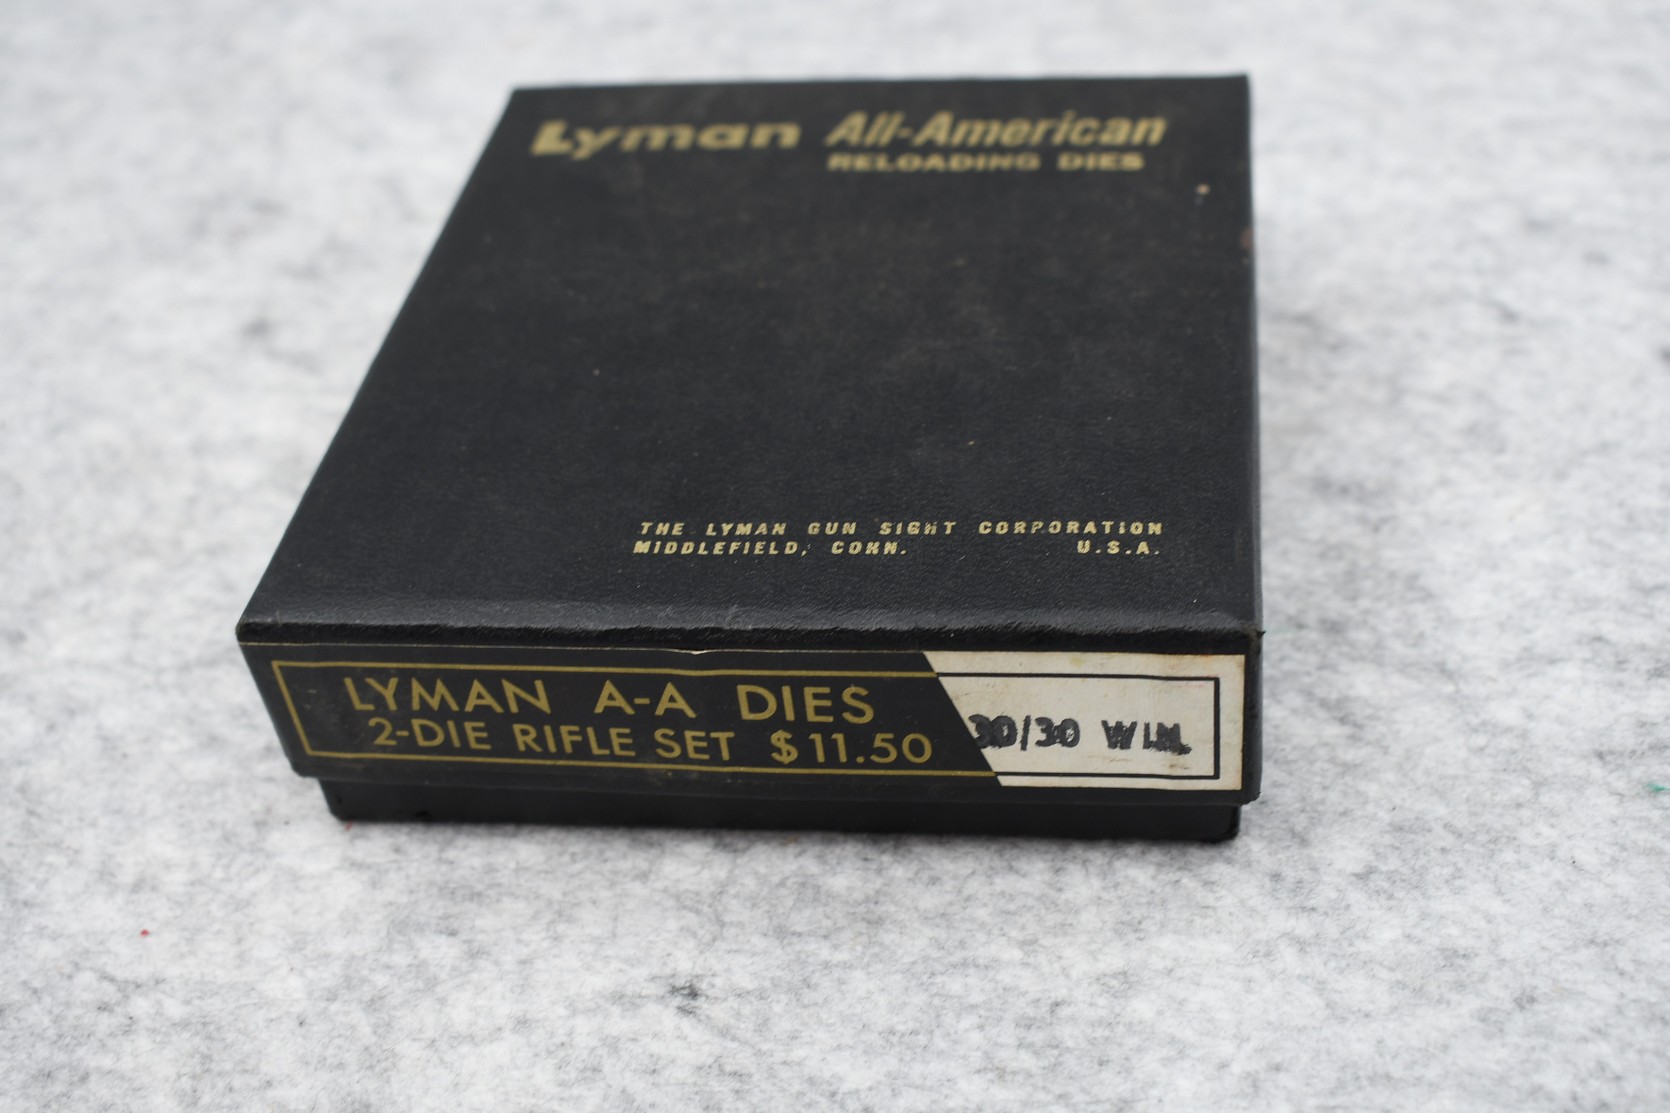 Lyman All-American
RELOADING DIES
THE LYMAN GUN SIGHT CORPORATION
MIDDLEFIELD, CONN. U.S.A.
LYMAN A-A DIES
2-DIE RIFLE SET $11.50
30/30 WIN